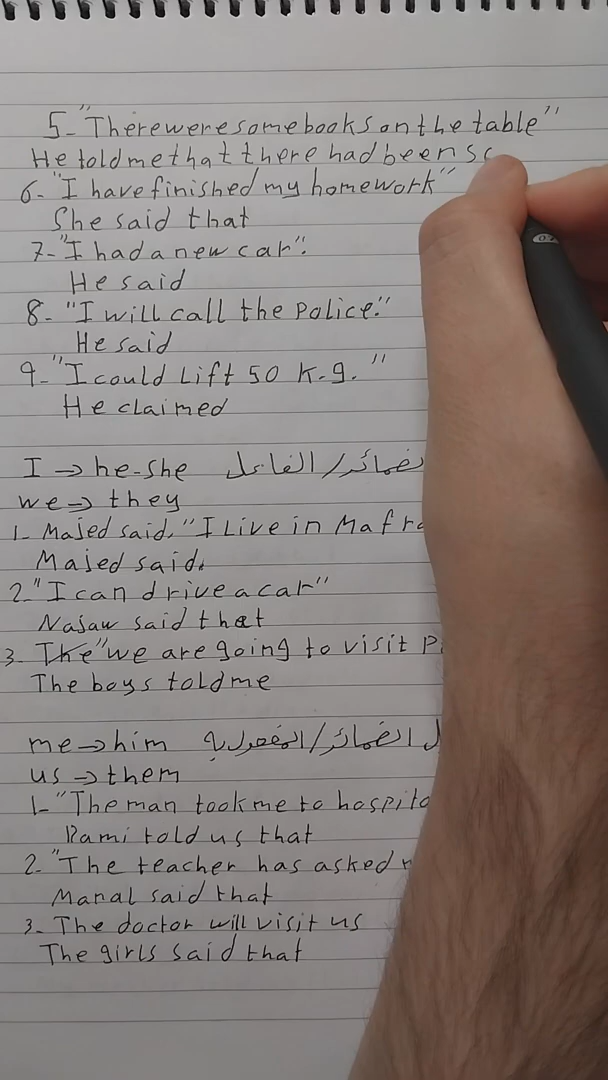 5- "There were some books on the table"
He told me that there had been
6- "I have finished my homework"
She said that
7- "I had a new car".
He said
8- "I will call the police."
He said
9- "I could Lift 50 K.g. "
He claimed
I → he-she ضمائر/ الفاعل
we → they
1- Majed said, "I Live in
Majed said.
2. "I can drive a car"
said that
3. "we are going to visit
The boys told me
me → him الضمائر/ المفعول به
us → them
1- "The man took me to
Rami told us that
2. "The teacher has asked
Manal said that
3. The doctor will visit us
The girls said that